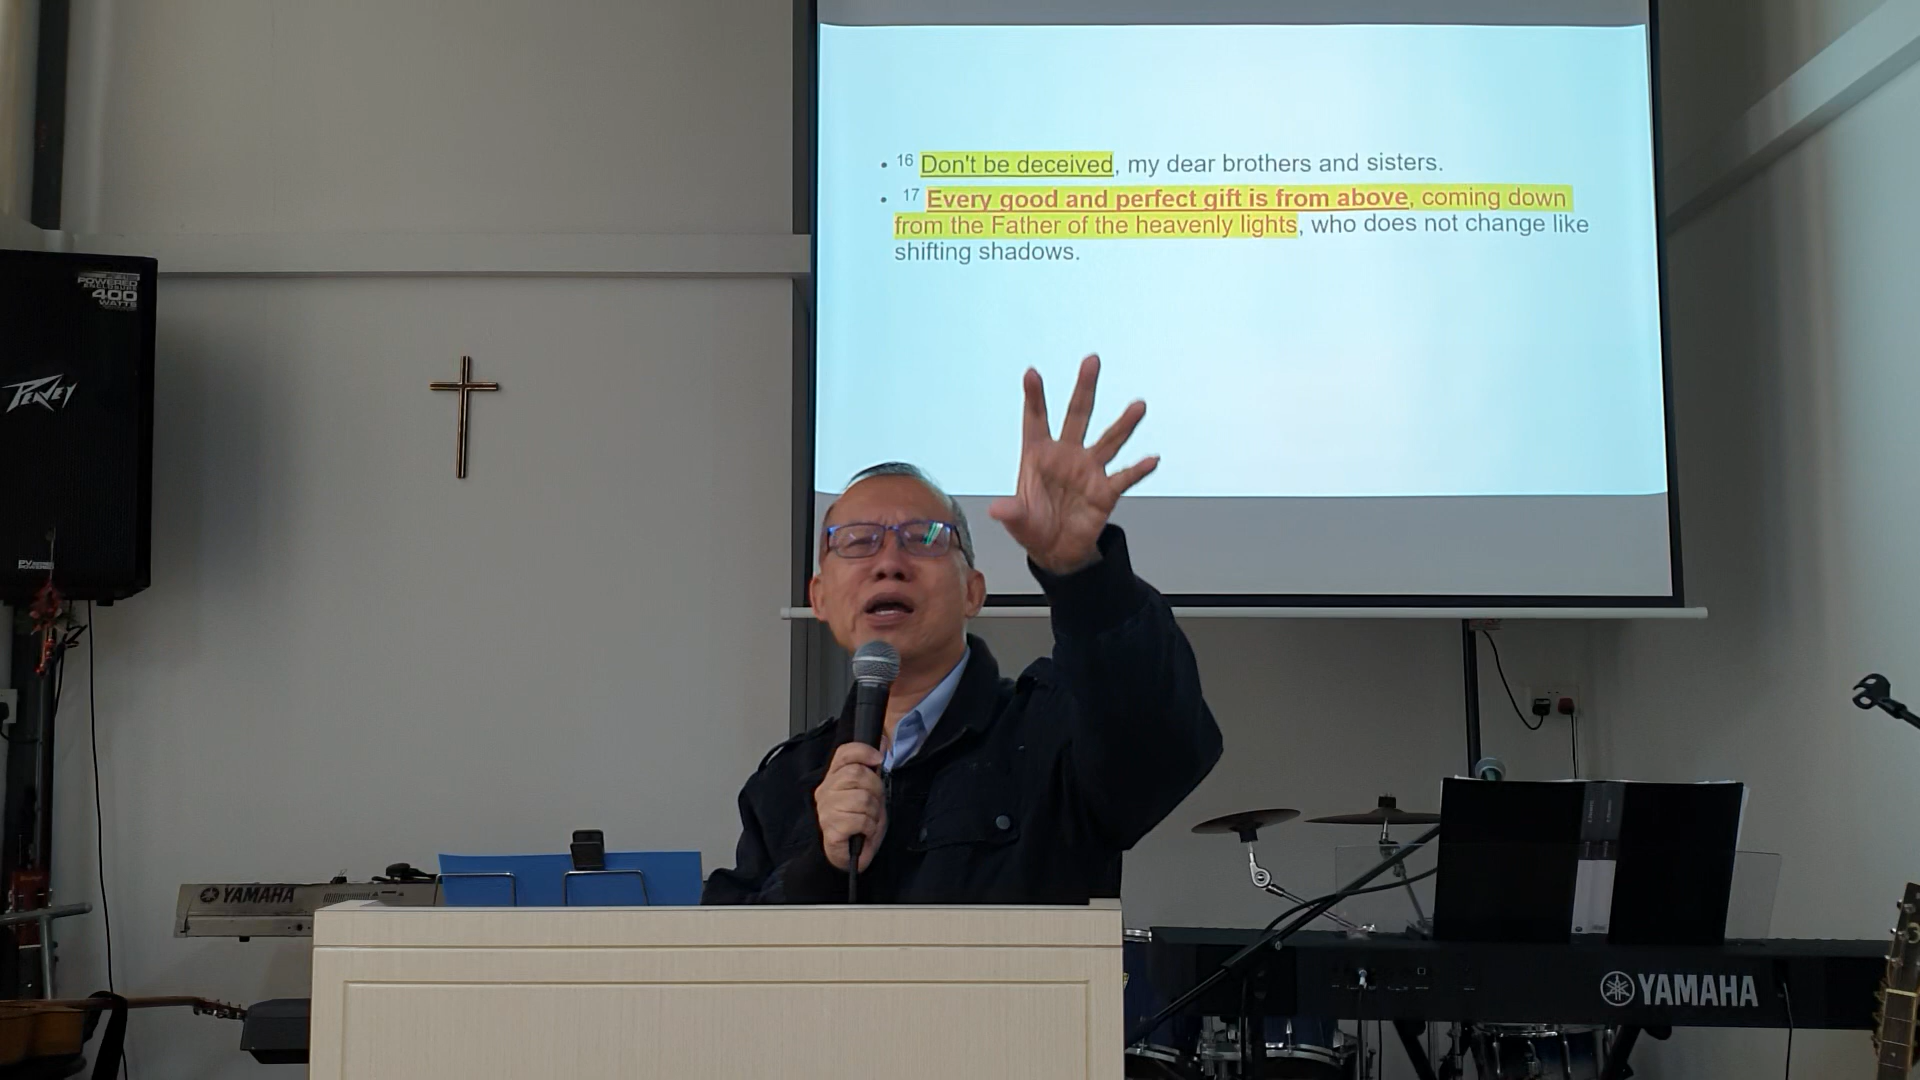 • 16 Don't be deceived, my dear brothers and sisters.
• 17 Every good and perfect gift is from above, coming down
from the Father of the heavenly lights, who does not change like
shifting shadows.
POWERED
ENCLOSURE
400
WATTS
PEAVEY
YAMAHA
YAMAHA